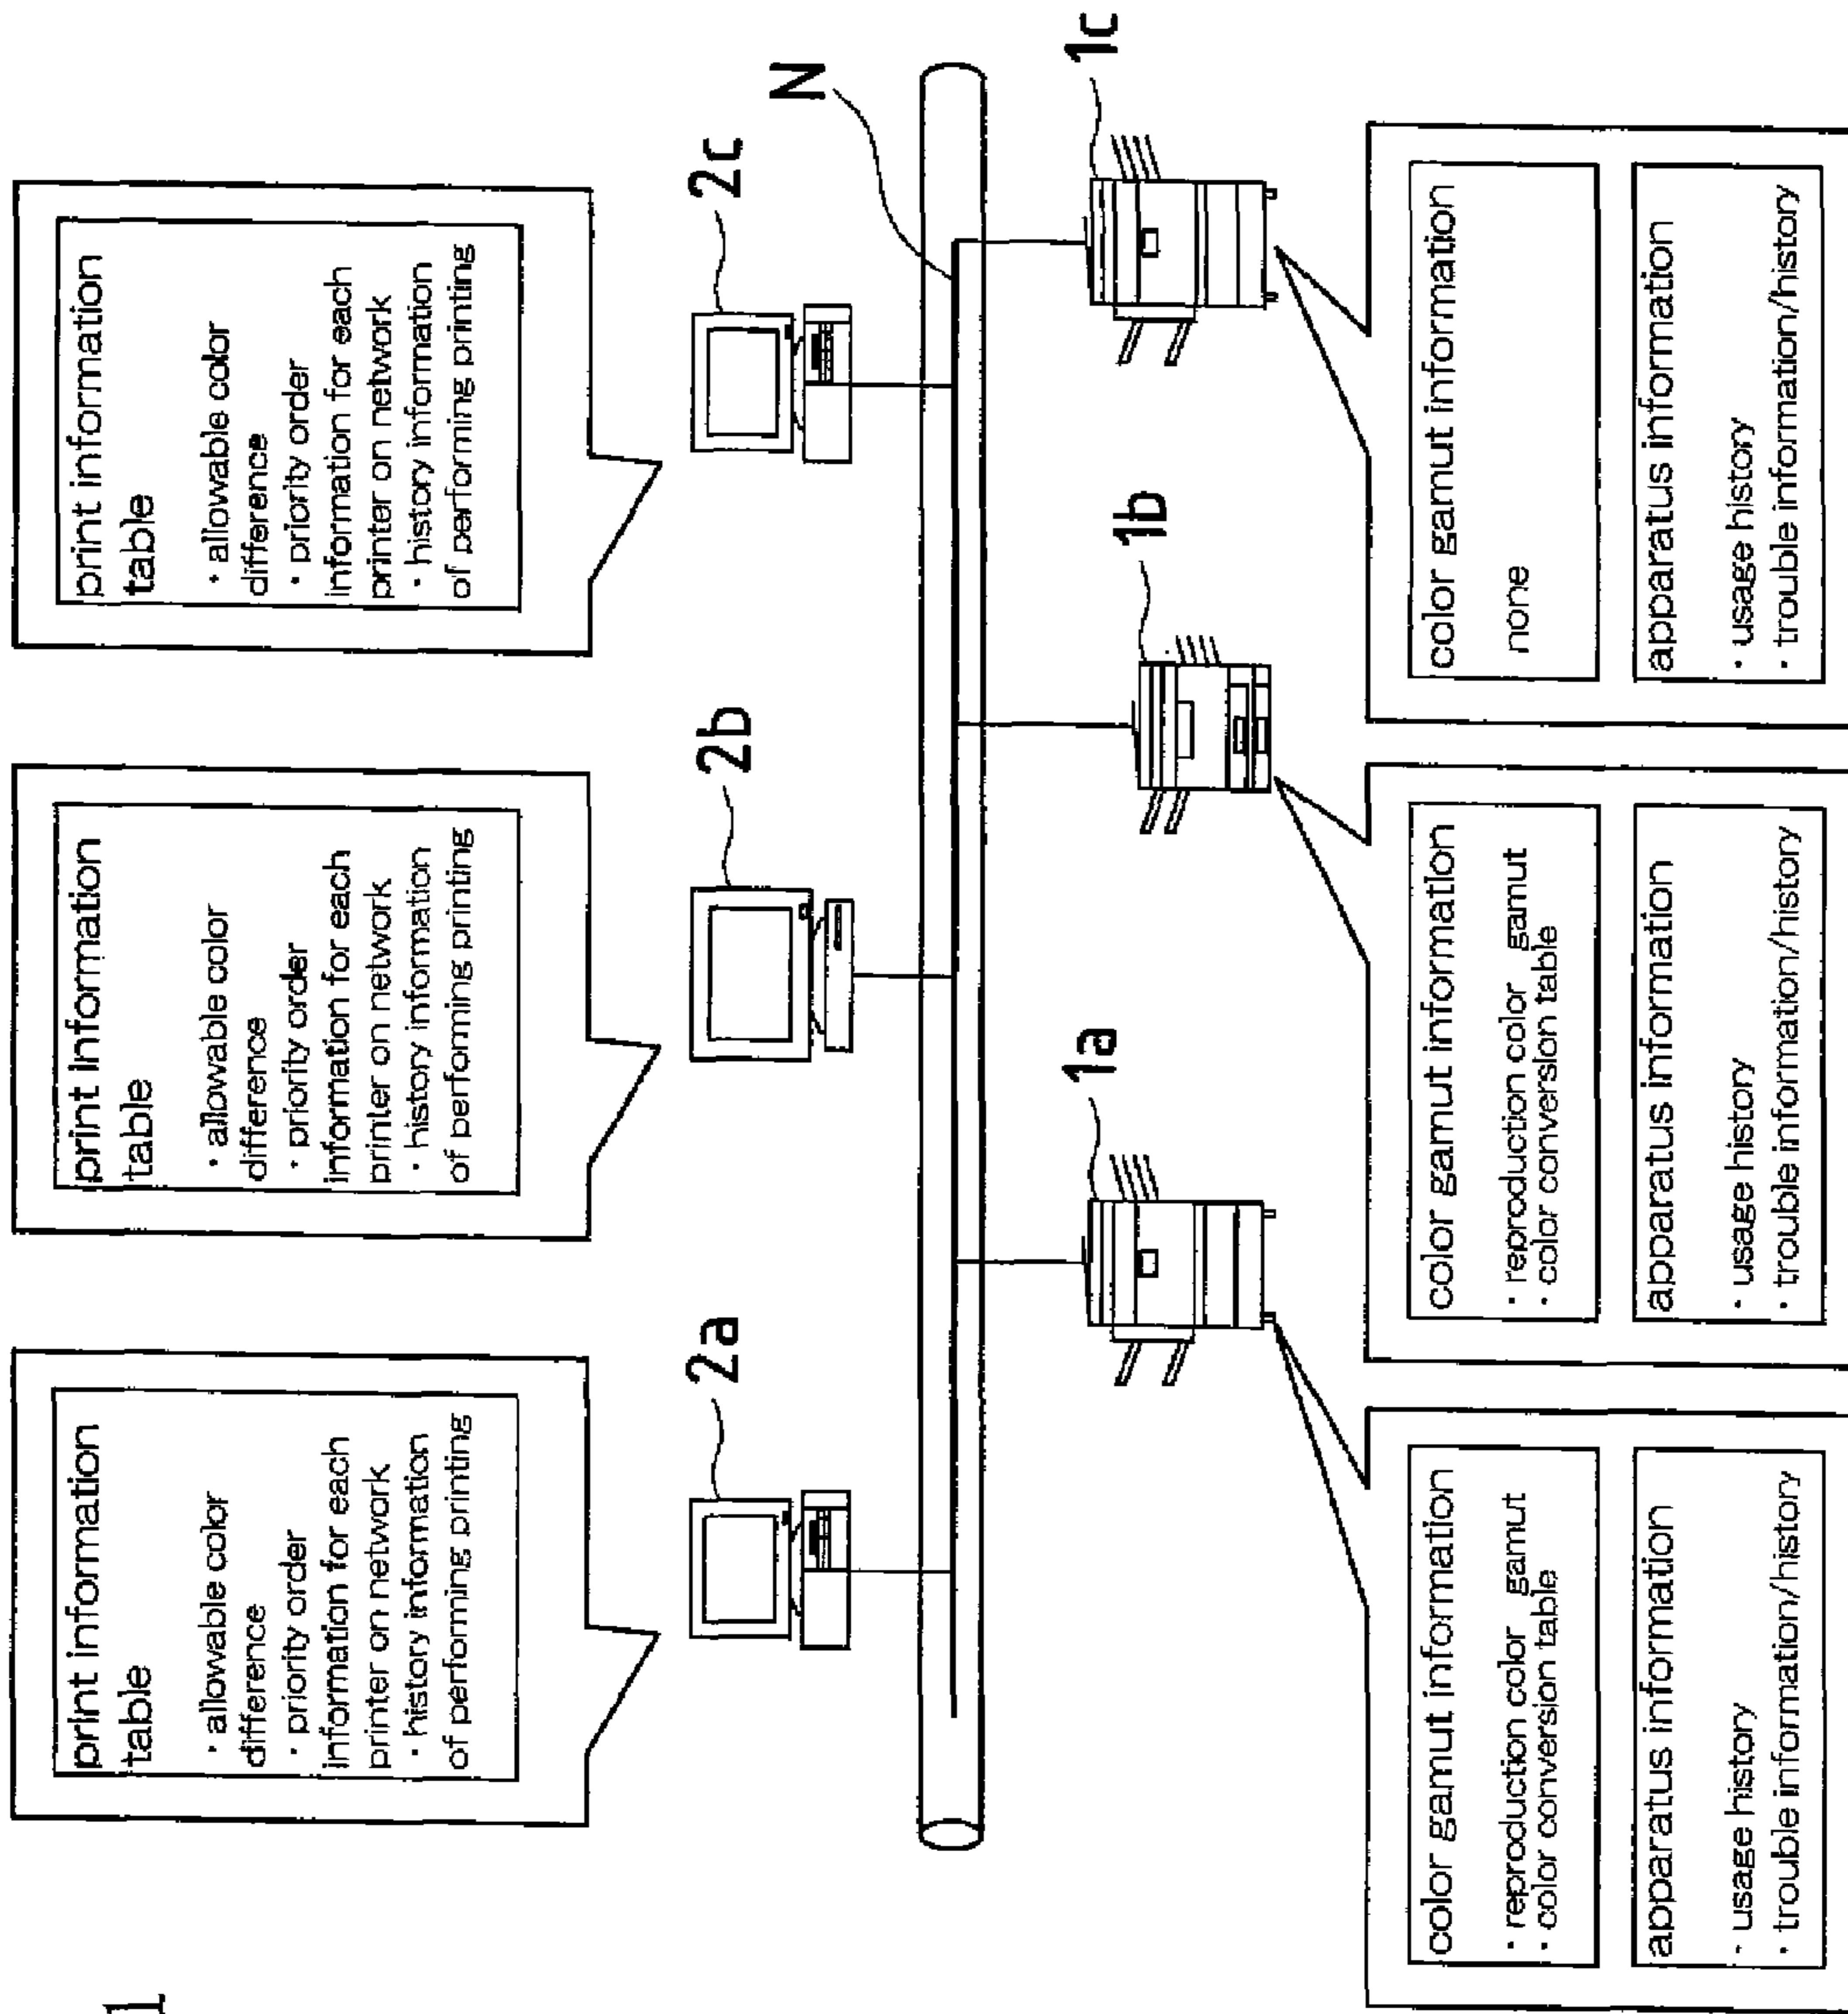 1
print information
table
· allowable color
difference
· priority order
information for each
printer on network
· history information
of performing printing
print information
table
· allowable color
difference
· priority order
information for each
printer on network
· history information
of performing printing
print information
table
· allowable color
difference
· priority order
information for each
printer on network
· history information
of performing printing
2a
2b
2c
N
1a
1b
1c
color gamut information
· reproduction color gamut
· color conversion table
apparatus information
· usage history
· trouble information/history
color gamut information
· reproduction color gamut
· color conversion table
apparatus information
· usage history
· trouble information/history
color gamut information
none
apparatus information
· usage history
· trouble information/history